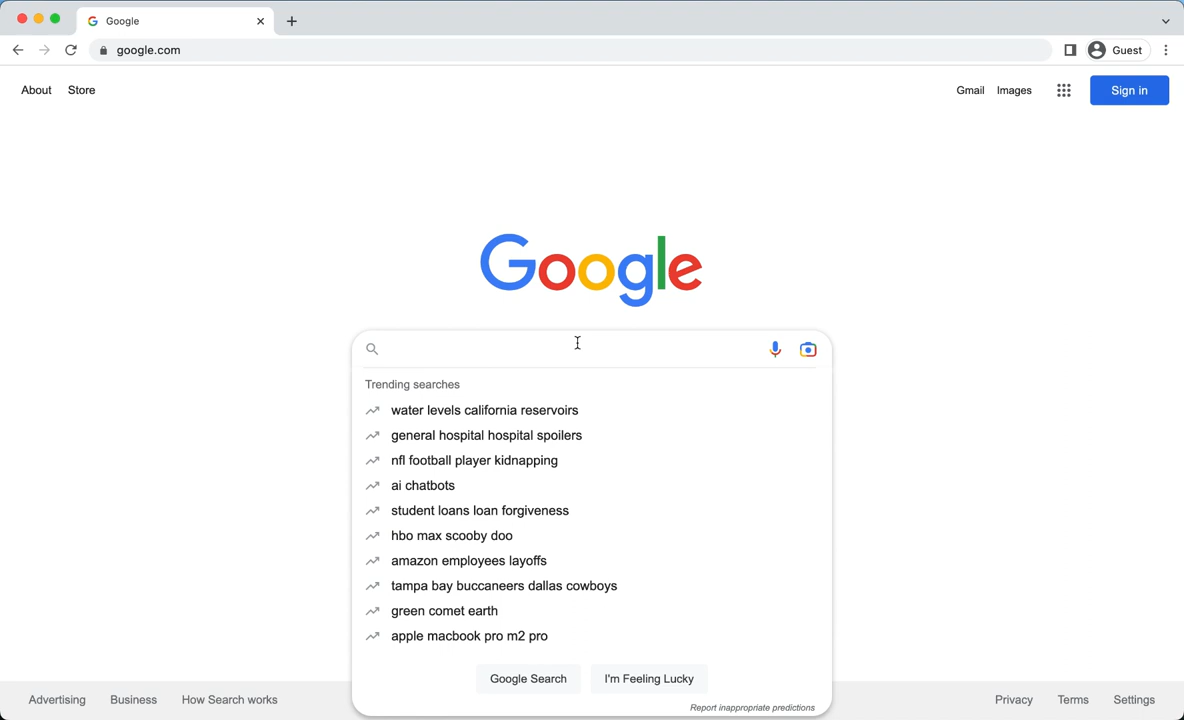 Google
google.com
Guest
About Store
Gmail Images Sign in
Google
Trending searches
water levels california reservoirs
general hospital hospital spoilers
nfl football player kidnapping
ai chatbots
student loans loan forgiveness
hbo max scooby doo
amazon employees layoffs
tampa bay buccaneers dallas cowboys
green comet earth
apple macbook pro m2 pro
Google Search I'm Feeling Lucky
Report inappropriate predictions
Advertising Business How Search works
Privacy Terms Settings